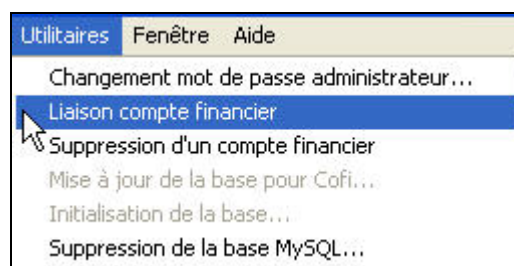 Utilitaires Fenêtre Aide
Changement mot de passe administrateur...
Liaison compte financier
Suppression d'un compte financier
Mise à jour de la base pour Cofi...
Initialisation de la base...
Suppression de la base MySQL...